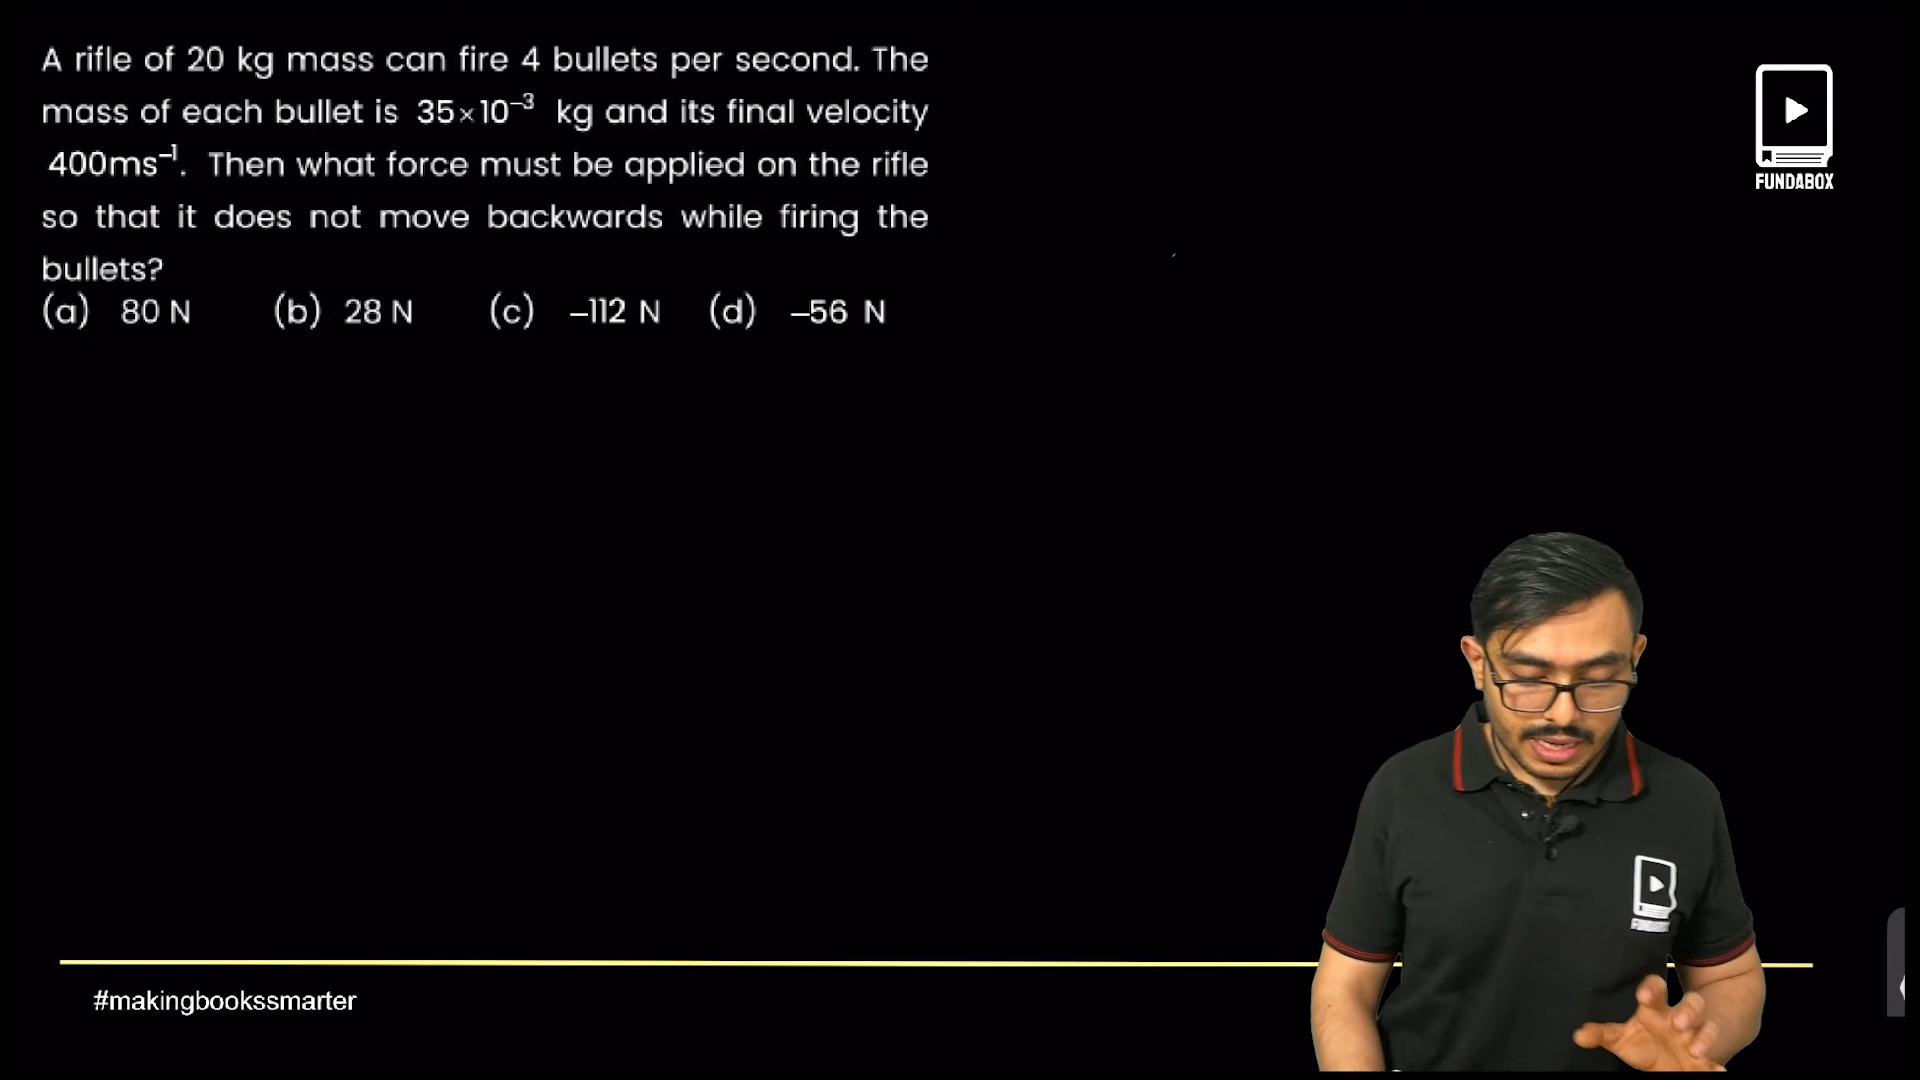 A rifle of 20 kg mass can fire 4 bullets per second. The
mass of each bullet is 35×10⁻³ kg and its final velocity
400ms⁻¹. Then what force must be applied on the rifle
so that it does not move backwards while firing the
bullets?
(a) 80 N (b) 28 N (c) –112 N (d) –56 N
FUNDABOX
FUNDABOX
#makingbookssmarter